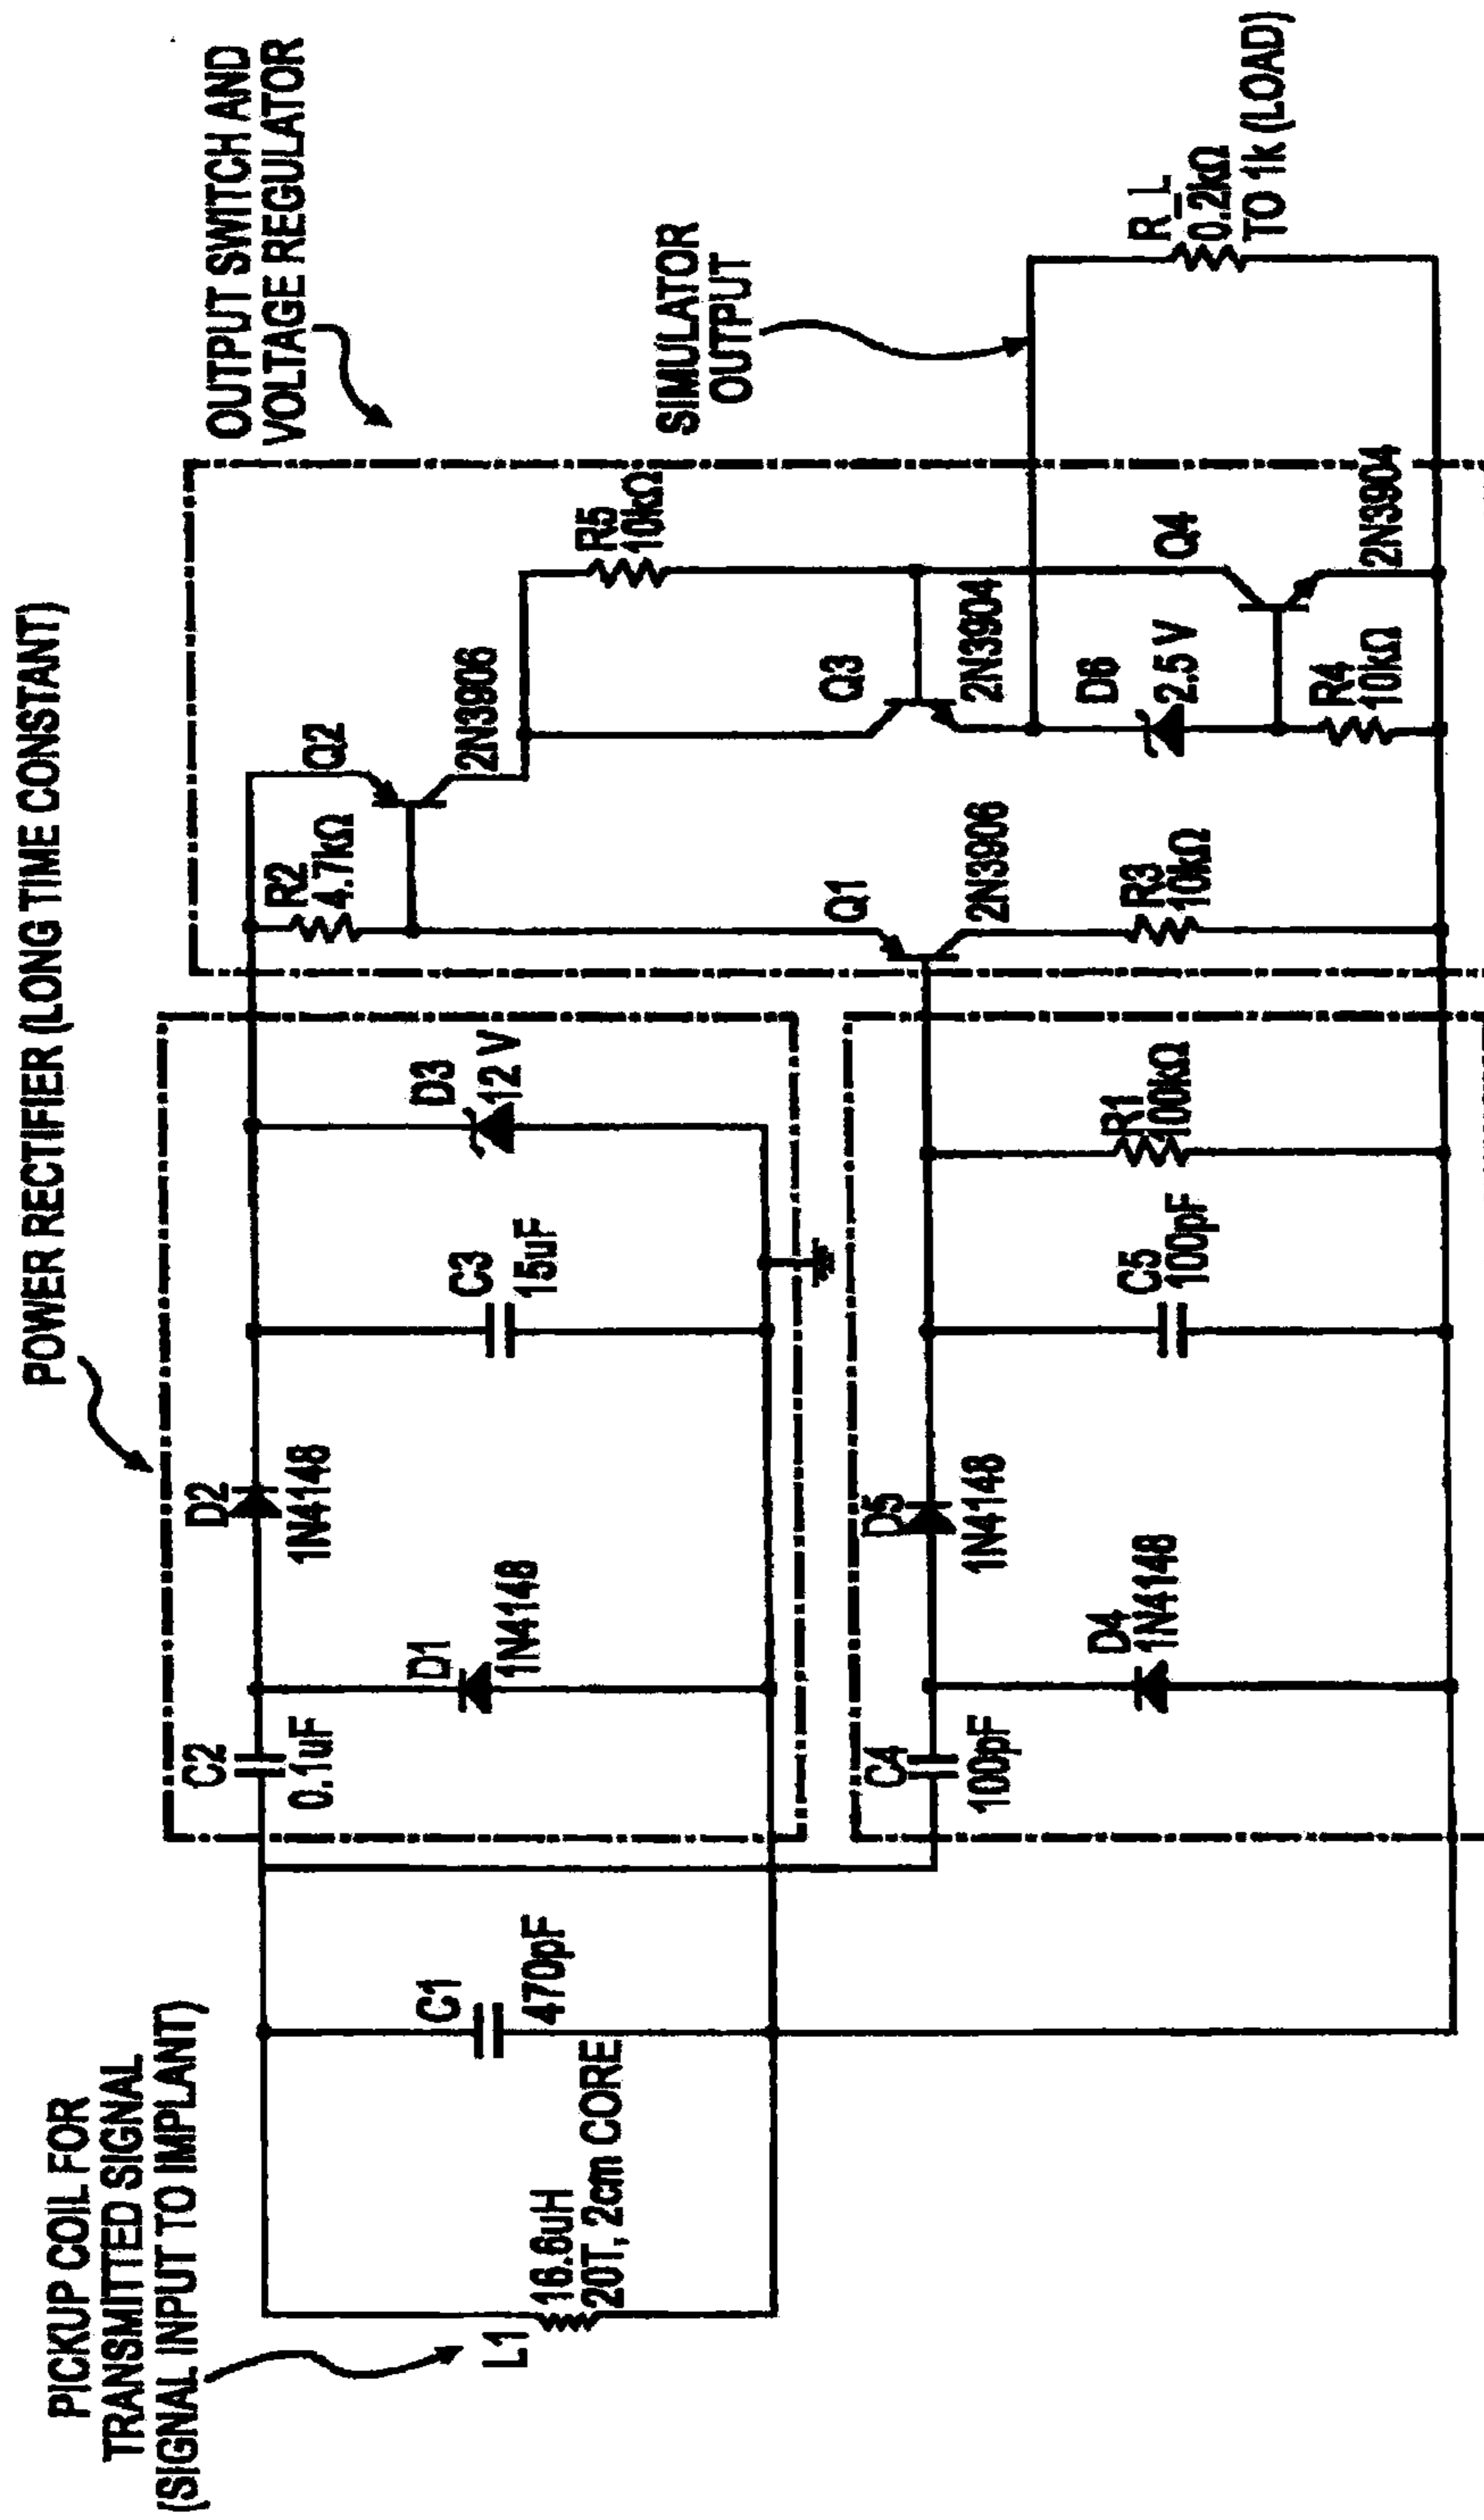 PICKUP COIL FOR
TRANSMITTED SIGNAL
(SIGNAL INPUT TO IMPLANT)
POWER RECTIFIER (LONG TIME CONSTANT)
OUTPUT SWITCH AND
VOLTAGE REGULATOR
L1
16.8uH
20T, 2cm CORE
C1
470pF
C2
0.1uF
D1
1N4148
D2
1N4148
C3
15uF
D3
12 V
R2
4.7kΩ
Q2
2N3906
R5
10kΩ
SIMULATOR
OUTPUT
C4
100pF
D4
1N4148
D5
1N4148
C5
100pF
R1
100kΩ
Q1
2N3906
R3
10kΩ
Q3
2N3904
D6
2.5 V
R4
10kΩ
Q4
2N3904
R_L
0.2kΩ
TO 1k (LOAD)